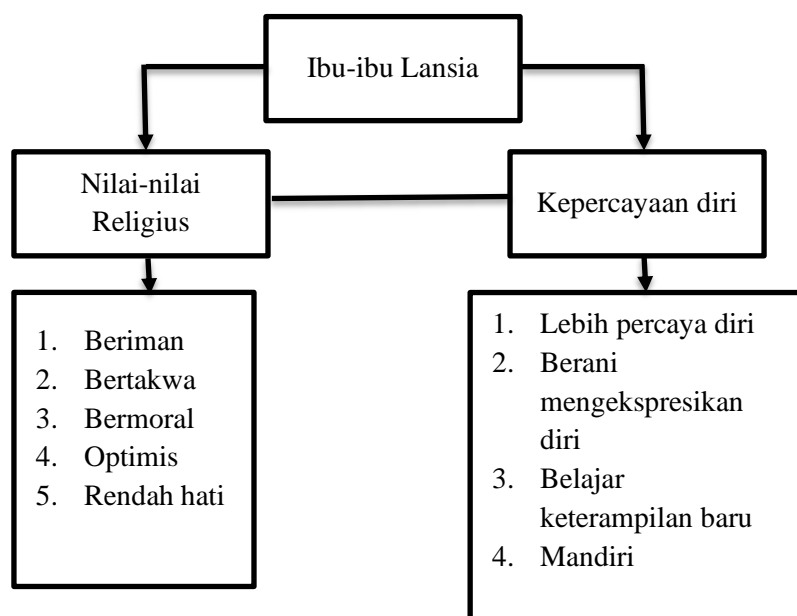 Ibu-ibu Lansia
Nilai-nilai
Religius
Kepercayaan diri
1. Beriman
2. Bertakwa
3. Bermoral
4. Optimis
5. Rendah hati
1. Lebih percaya diri
2. Berani
mengekspresikan
diri
3. Belajar
keterampilan baru
4. Mandiri